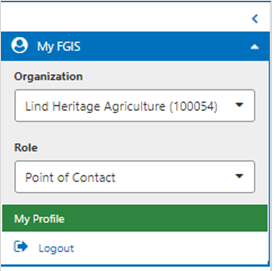 My FGIS
Organization
Lind Heritage Agriculture (100054)
Role
Point of Contact
My Profile
Logout